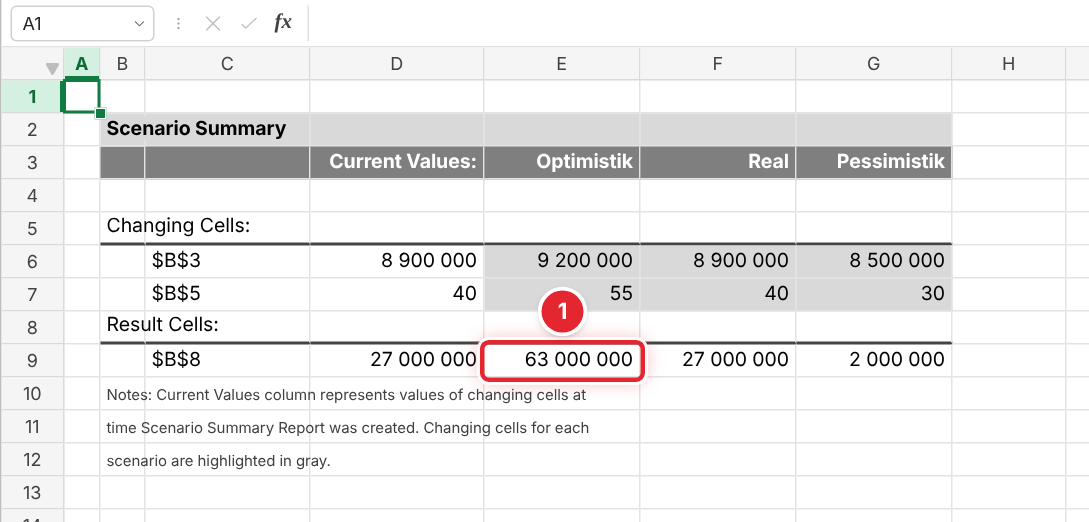 A1 fx
A B C D E F G H
1
2 Scenario Summary
3 Current Values: Optimistik Real Pessimistik
4
5 Changing Cells:
6 $B$3 8 900 000 9 200 000 8 900 000 8 500 000
7 $B$5 40 55 40 30
1
8 Result Cells:
9 $B$8 27 000 000 63 000 000 27 000 000 2 000 000
10 Notes: Current Values column represents values of changing cells at
11 time Scenario Summary Report was created. Changing cells for each
12 scenario are highlighted in gray.
13
14